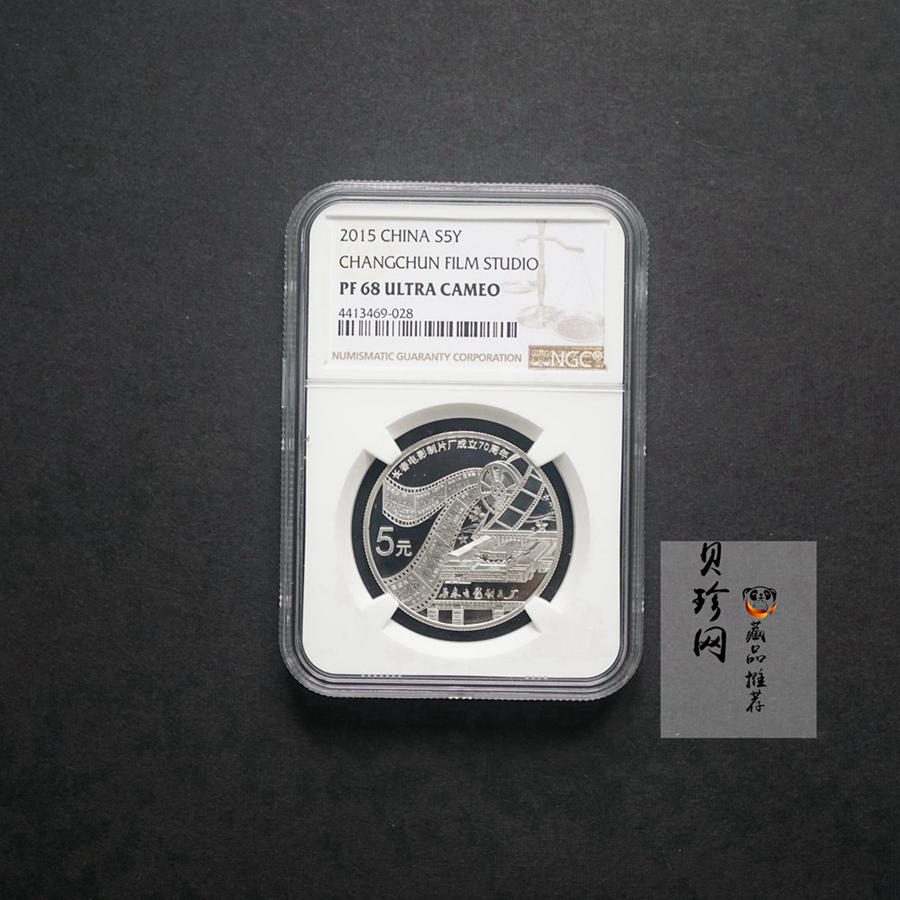 2015 CHINA S5Y
CHANGCHUN FILM STUDIO
PF 68 ULTRA CAMEO
4413469-028
NUMISMATIC GUARANTY CORPORATION
NGC
长春电影制片厂成立70周年
5元
长春电影制片厂
贝珍网
藏品推荐